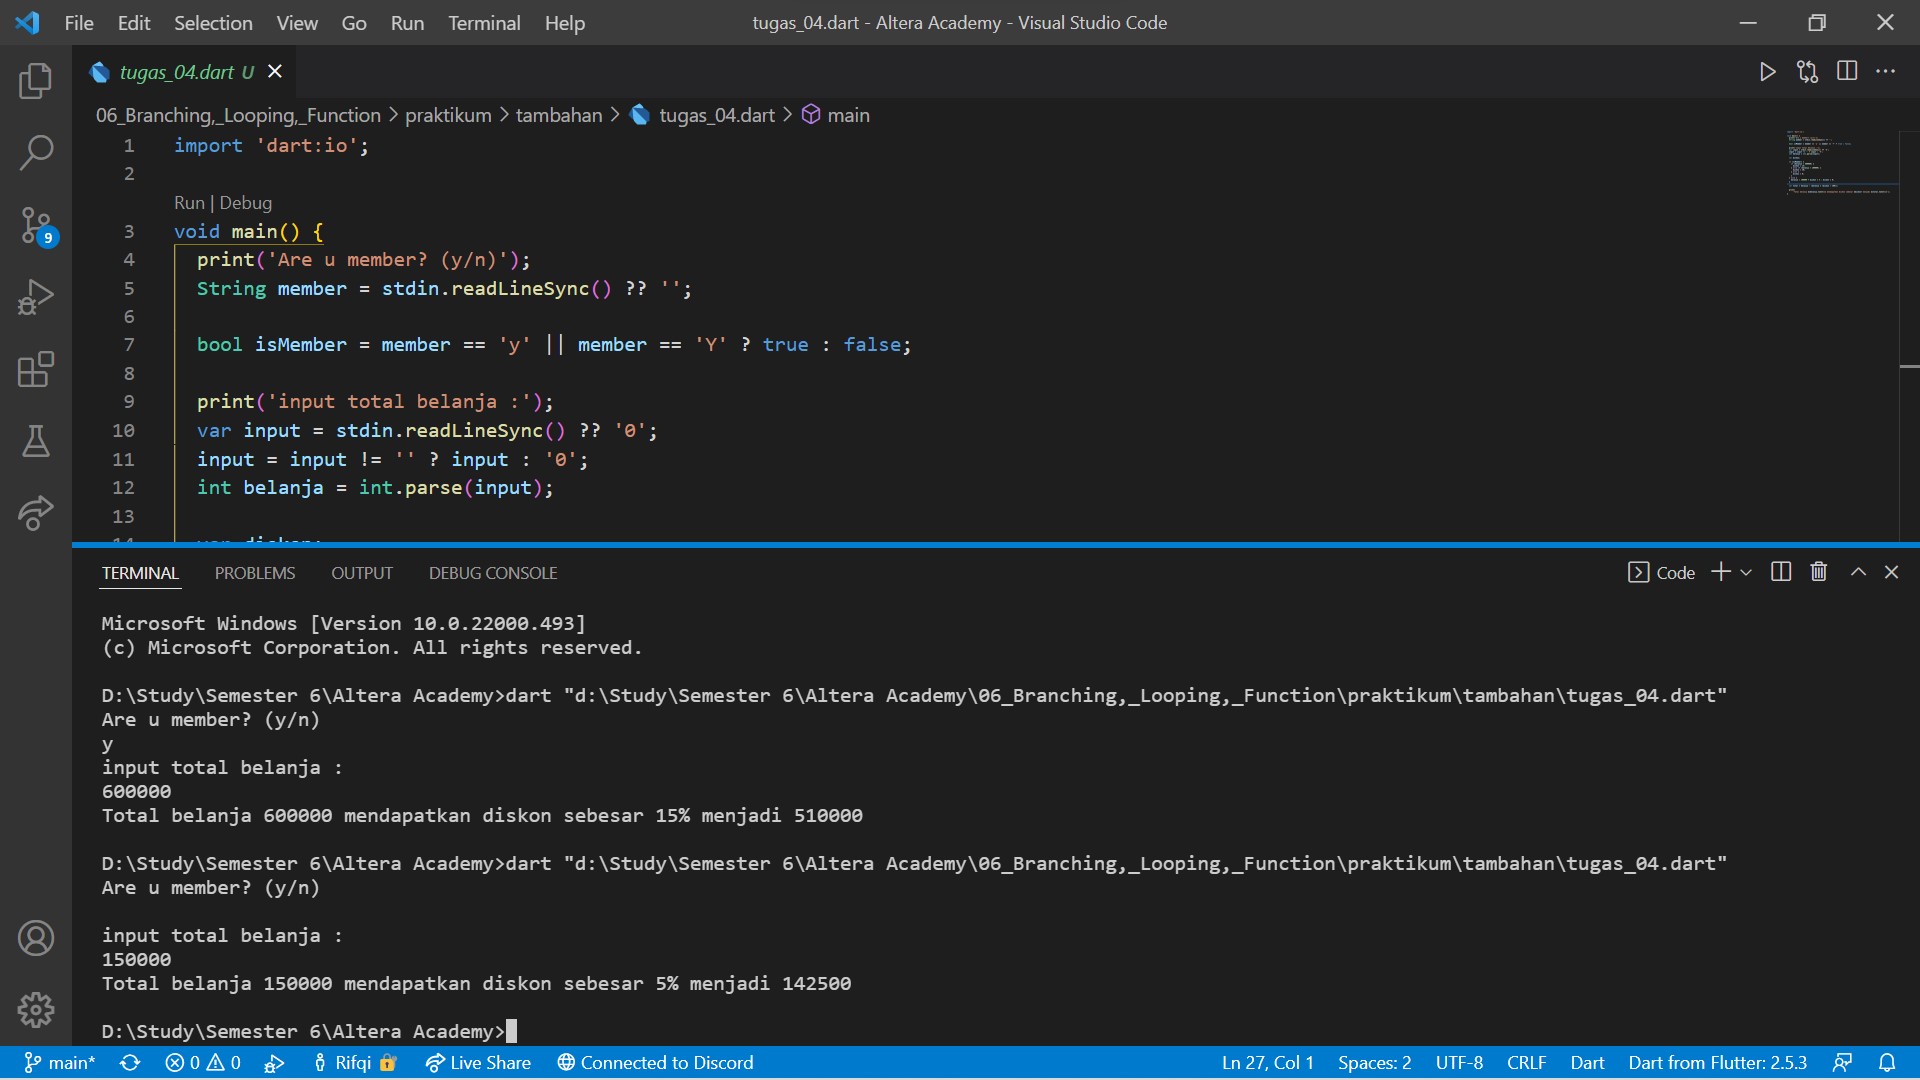 File Edit Selection View Go Run Terminal Help tugas_04.dart - Altera Academy - Visual Studio Code
tugas_04.dart U
06_Branching,_Looping,_Function > praktikum > tambahan > tugas_04.dart > main
1 import 'dart:io';
2
Run | Debug
3 void main() {
4 print('Are u member? (y/n)');
5 String member = stdin.readLineSync() ?? '';
6
7 bool isMember = member == 'y' || member == 'Y' ? true : false;
8
9 print('input total belanja :');
10 var input = stdin.readLineSync() ?? '0';
11 input = input != '' ? input : '0';
12 int belanja = int.parse(input);
13
14 var diskon;
9
TERMINAL PROBLEMS OUTPUT DEBUG CONSOLE Code
Microsoft Windows [Version 10.0.22000.493]
(c) Microsoft Corporation. All rights reserved.
D:\Study\Semester 6\Altera Academy>dart "d:\Study\Semester 6\Altera Academy\06_Branching,_Looping,_Function\praktikum\tambahan\tugas_04.dart"
Are u member? (y/n)
y
input total belanja :
600000
Total belanja 600000 mendapatkan diskon sebesar 15% menjadi 510000
D:\Study\Semester 6\Altera Academy>dart "d:\Study\Semester 6\Altera Academy\06_Branching,_Looping,_Function\praktikum\tambahan\tugas_04.dart"
Are u member? (y/n)
input total belanja :
150000
Total belanja 150000 mendapatkan diskon sebesar 5% menjadi 142500
D:\Study\Semester 6\Altera Academy>
main* 0 0 Rifqi Live Share Connected to Discord Ln 27, Col 1 Spaces: 2 UTF-8 CRLF Dart Dart from Flutter: 2.5.3